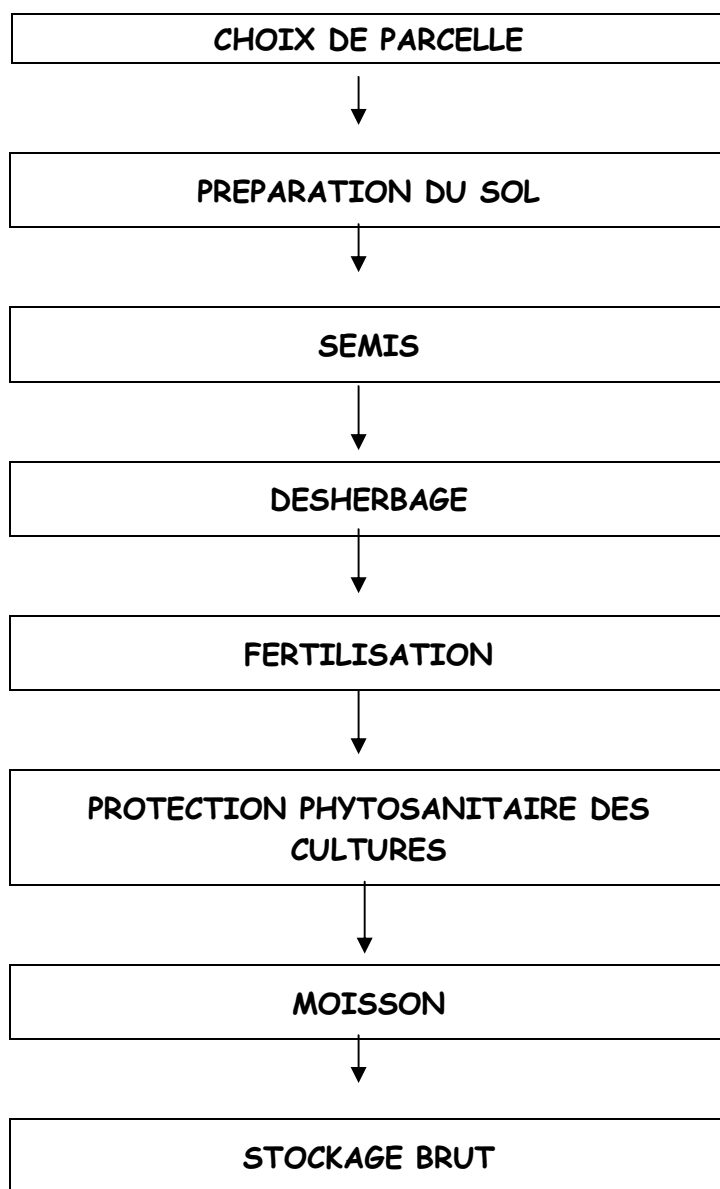 CHOIX DE PARCELLE
PREPARATION DU SOL
SEMIS
DESHERBAGE
FERTILISATION
PROTECTION PHYTOSANITAIRE DES
CULTURES
MOISSON
STOCKAGE BRUT